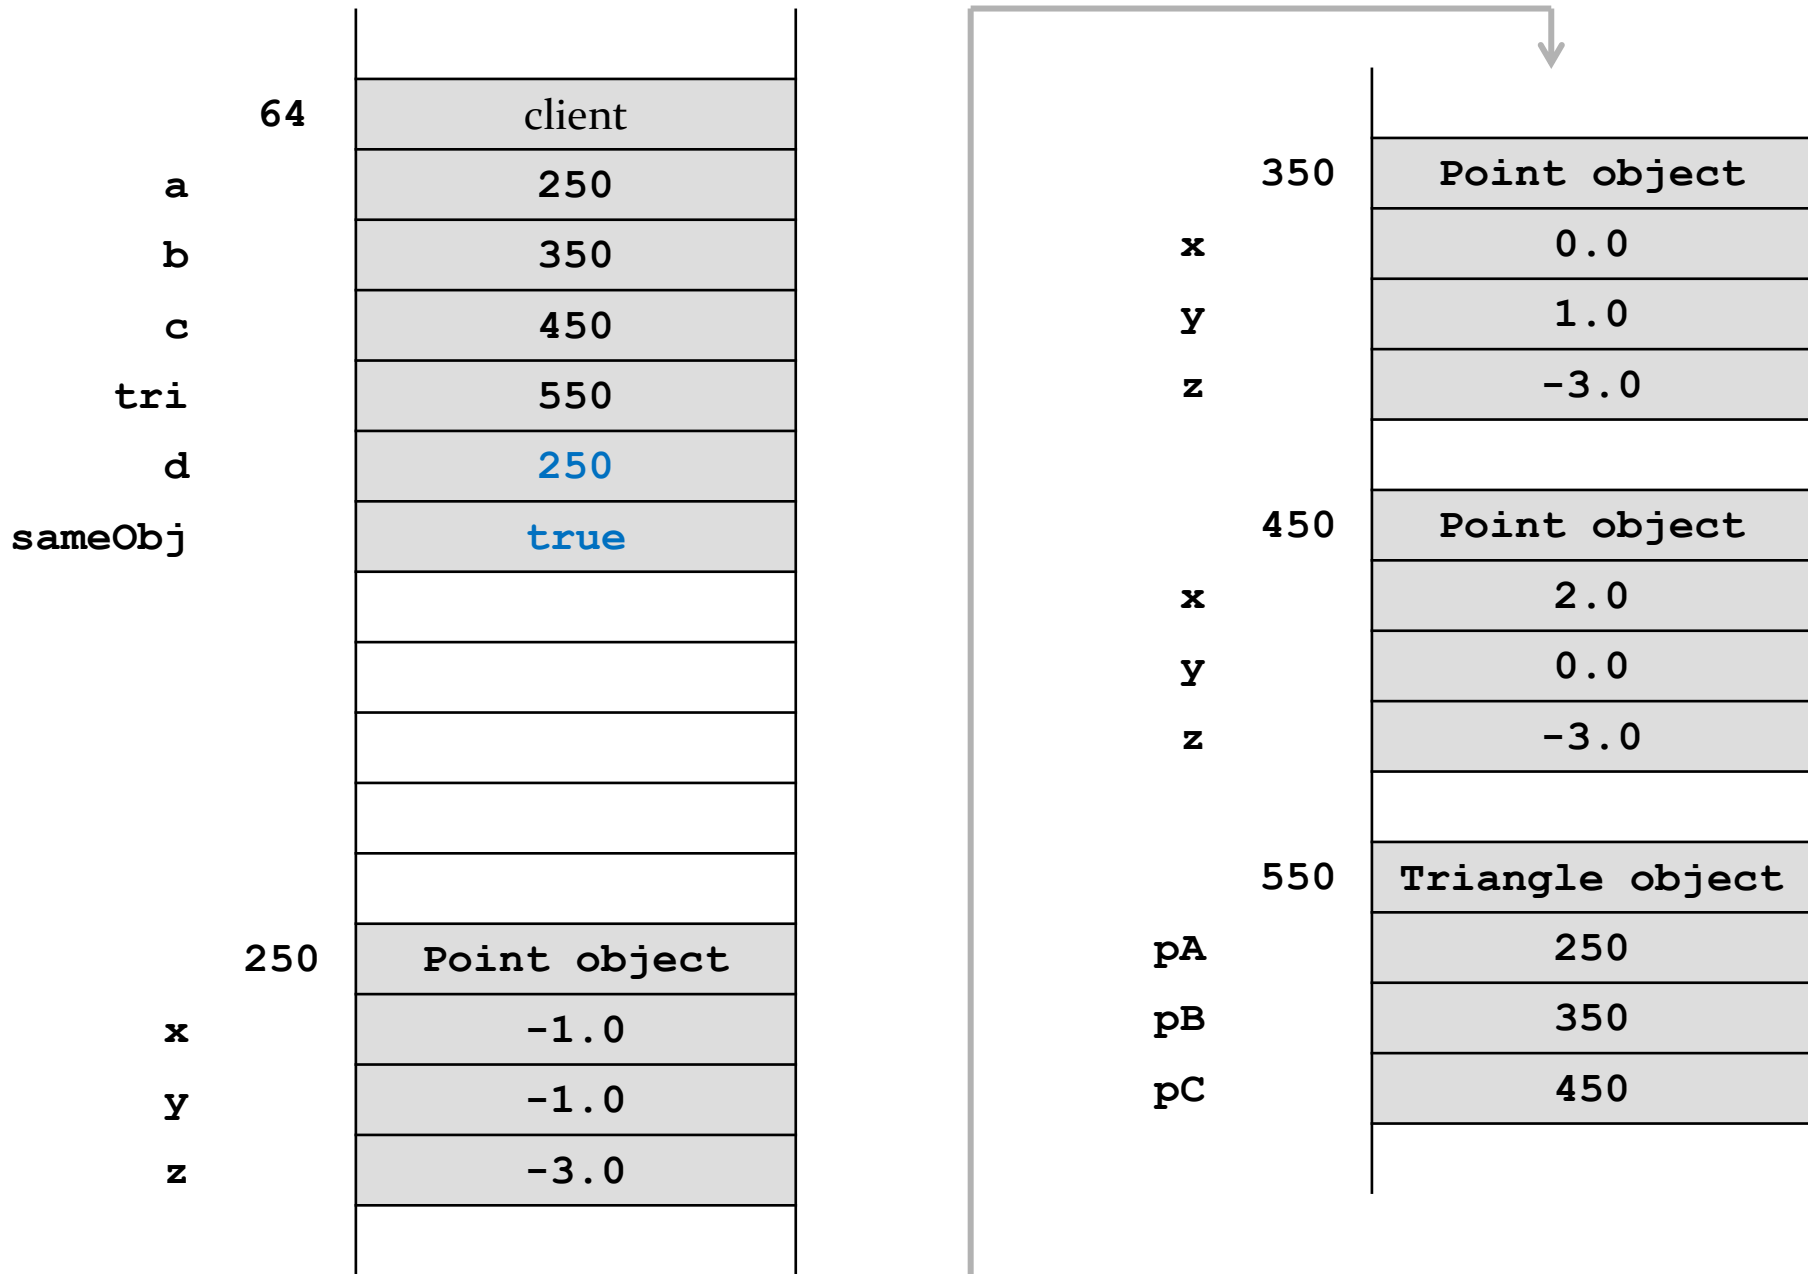 64 client
a 250
b 350
c 450
tri 550
d 250
sameObj true
250 Point object
x -1.0
y -1.0
z -3.0
350 Point object
x 0.0
y 1.0
z -3.0
450 Point object
x 2.0
y 0.0
z -3.0
550 Triangle object
pA 250
pB 350
pC 450